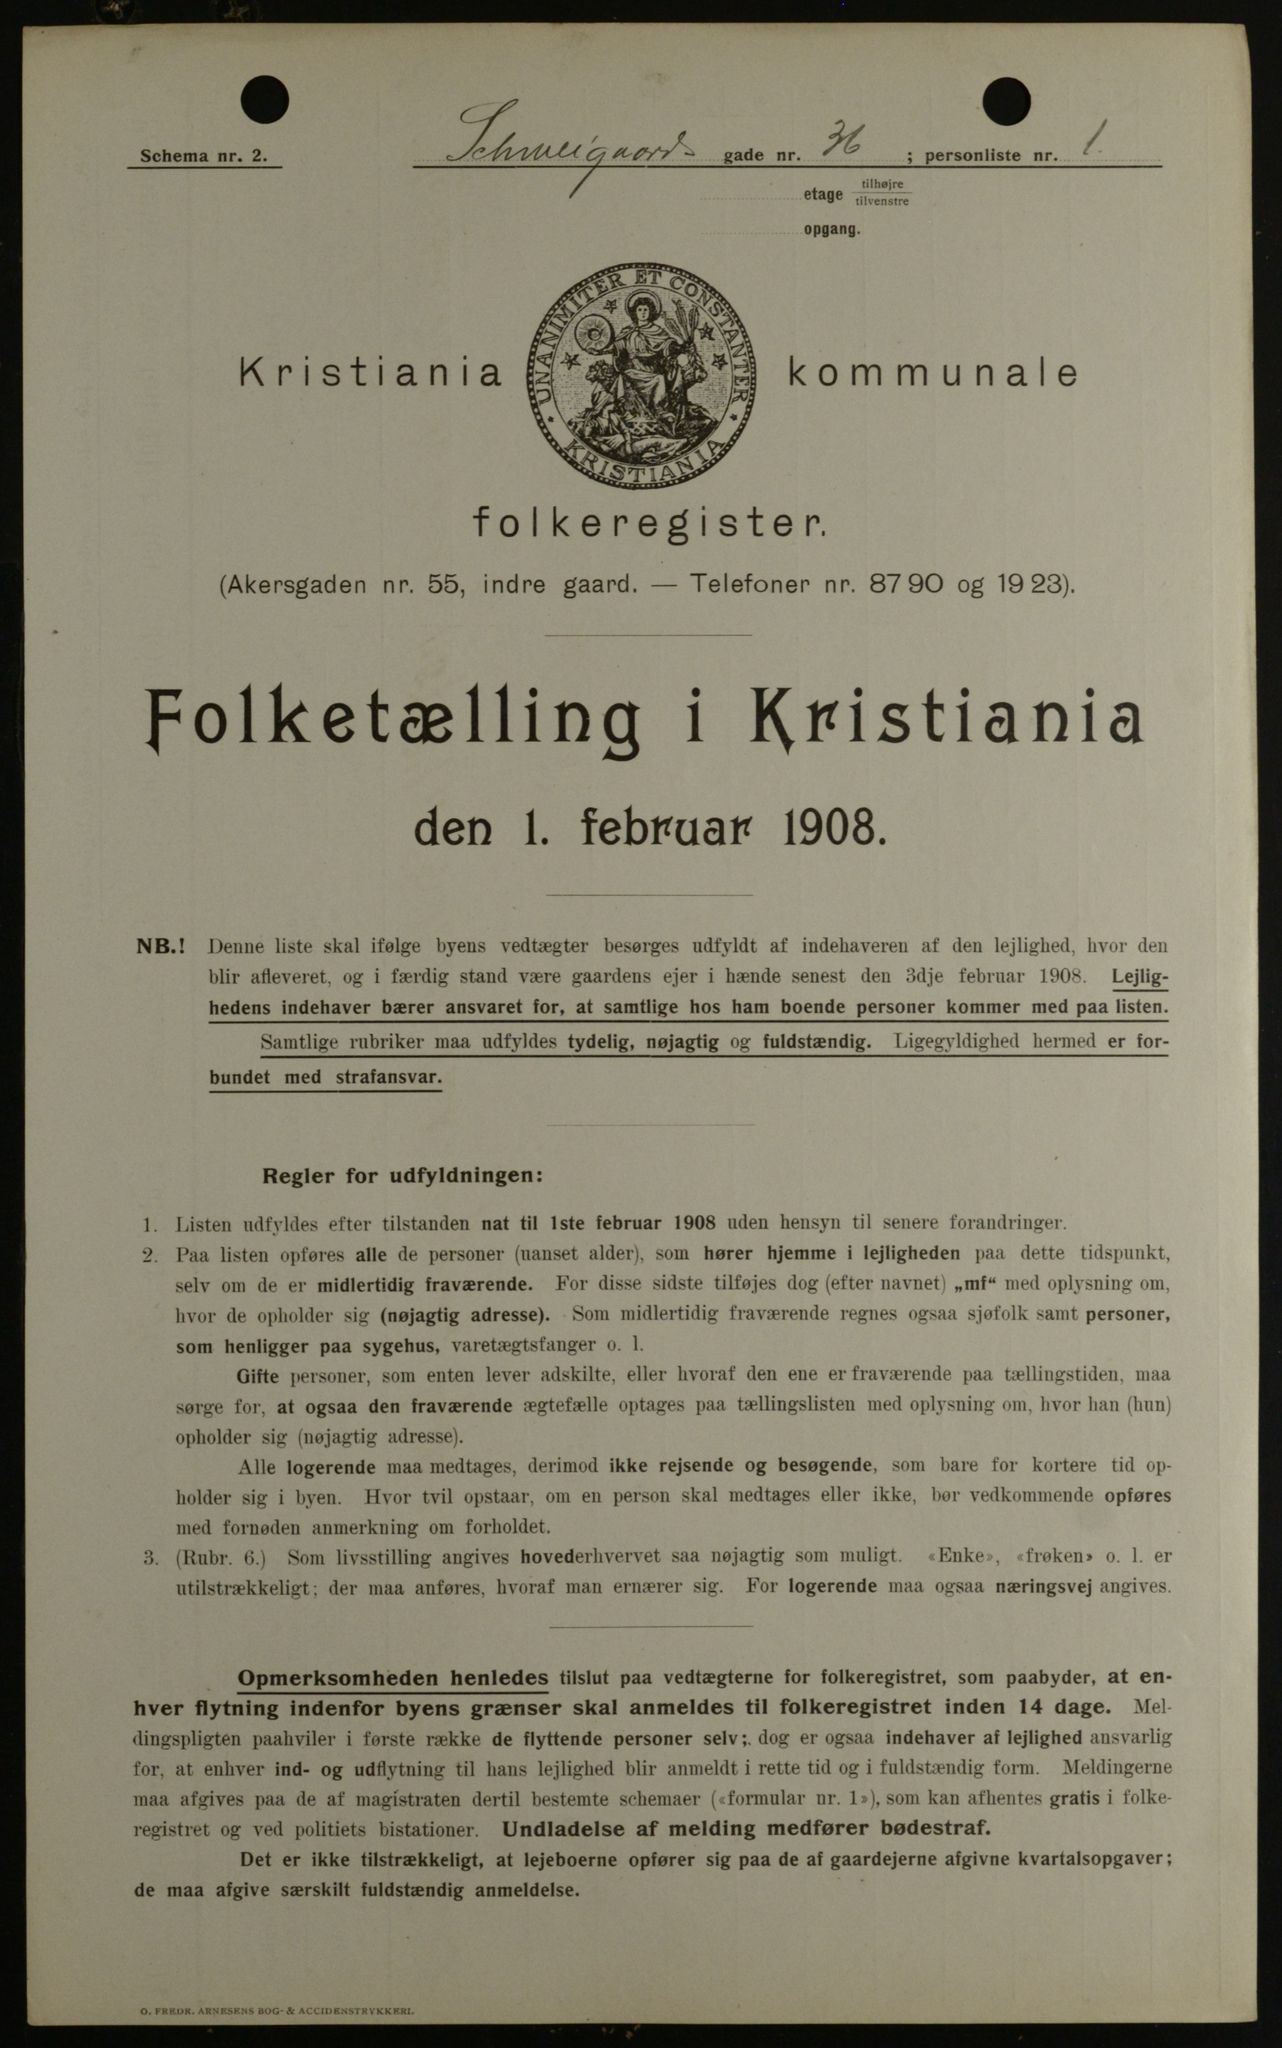 Schema nr. 2.
Schweigaards gade nr. 36 ; personliste nr. 1.
etage tilhøjre
tilvenstre
opgang.
UNANIMITER ET CONSTANTER
KRISTIANIA
Kristiania kommunale
folkeregister.
(Akersgaden nr. 55, indre gaard. — Telefoner nr. 87 90 og 19 23).
Folketælling i Kristiania
den 1. februar 1908.
NB.! Denne liste skal ifølge byens vedtægter besørges udfyldt af indehaveren af den lejlighed, hvor den
blir afleveret, og i færdig stand være gaardens ejer i hænde senest den 3dje februar 1908. Lejlig-
hedens indehaver bærer ansvaret for, at samtlige hos ham boende personer kommer med paa listen.
Samtlige rubriker maa udfyldes tydelig, nøjagtig og fuldstændig. Ligegyldighed hermed er for-
bundet med strafansvar.
Regler for udfyldningen:
1. Listen udfyldes efter tilstanden nat til 1ste februar 1908 uden hensyn til senere forandringer.
2. Paa listen opføres alle de personer (uanset alder), som hører hjemme i lejligheden paa dette tidspunkt,
selv om de er midlertidig fraværende. For disse sidste tilføjes dog (efter navnet) „mf“ med oplysning om,
hvor de opholder sig (nøjagtig adresse). Som midlertidig fraværende regnes ogsaa sjøfolk samt personer,
som henligger paa sygehus, varetægtsfanger o. l.
Gifte personer, som enten lever adskilte, eller hvoraf den ene er fraværende paa tællingstiden, maa
sørge for, at ogsaa den fraværende ægtefælle optages paa tællingslisten med oplysning om, hvor han (hun)
opholder sig (nøjagtig adresse).
Alle logerende maa medtages, derimod ikke rejsende og besøgende, som bare for kortere tid op-
holder sig i byen. Hvor tvil opstaar, om en person skal medtages eller ikke, bør vedkommende opføres
med fornøden anmerkning om forholdet.
3. (Rubr. 6.) Som livsstilling angives hovederhvervet saa nøjagtig som muligt. «Enke», «frøken» o. l. er
utilstrækkeligt; der maa anføres, hvoraf man ernærer sig. For logerende maa ogsaa næringsvej angives.
Opmerksomheden henledes tilslut paa vedtægterne for folkeregistret, som paabyder, at en-
hver flytning indenfor byens grænser skal anmeldes til folkeregistret inden 14 dage. Mel-
dingspligten paahviler i første række de flyttende personer selv; dog er ogsaa indehaver af lejlighed ansvarlig
for, at enhver ind- og udflytning til hans lejlighed blir anmeldt i rette tid og i fuldstændig form. Meldingerne
maa afgives paa de af magistraten dertil bestemte schemaer («formular nr. 1»), som kan afhentes gratis i folke-
registret og ved politiets bistationer. Undladelse af melding medfører bødestraf.
Det er ikke tilstrækkeligt, at lejeboerne opfører sig paa de af gaardejerne afgivne kvartalsopgaver;
de maa afgive særskilt fuldstændig anmeldelse.
O. FREDR. ARNESENS BOG- & ACCIDENSTRYKKERI.